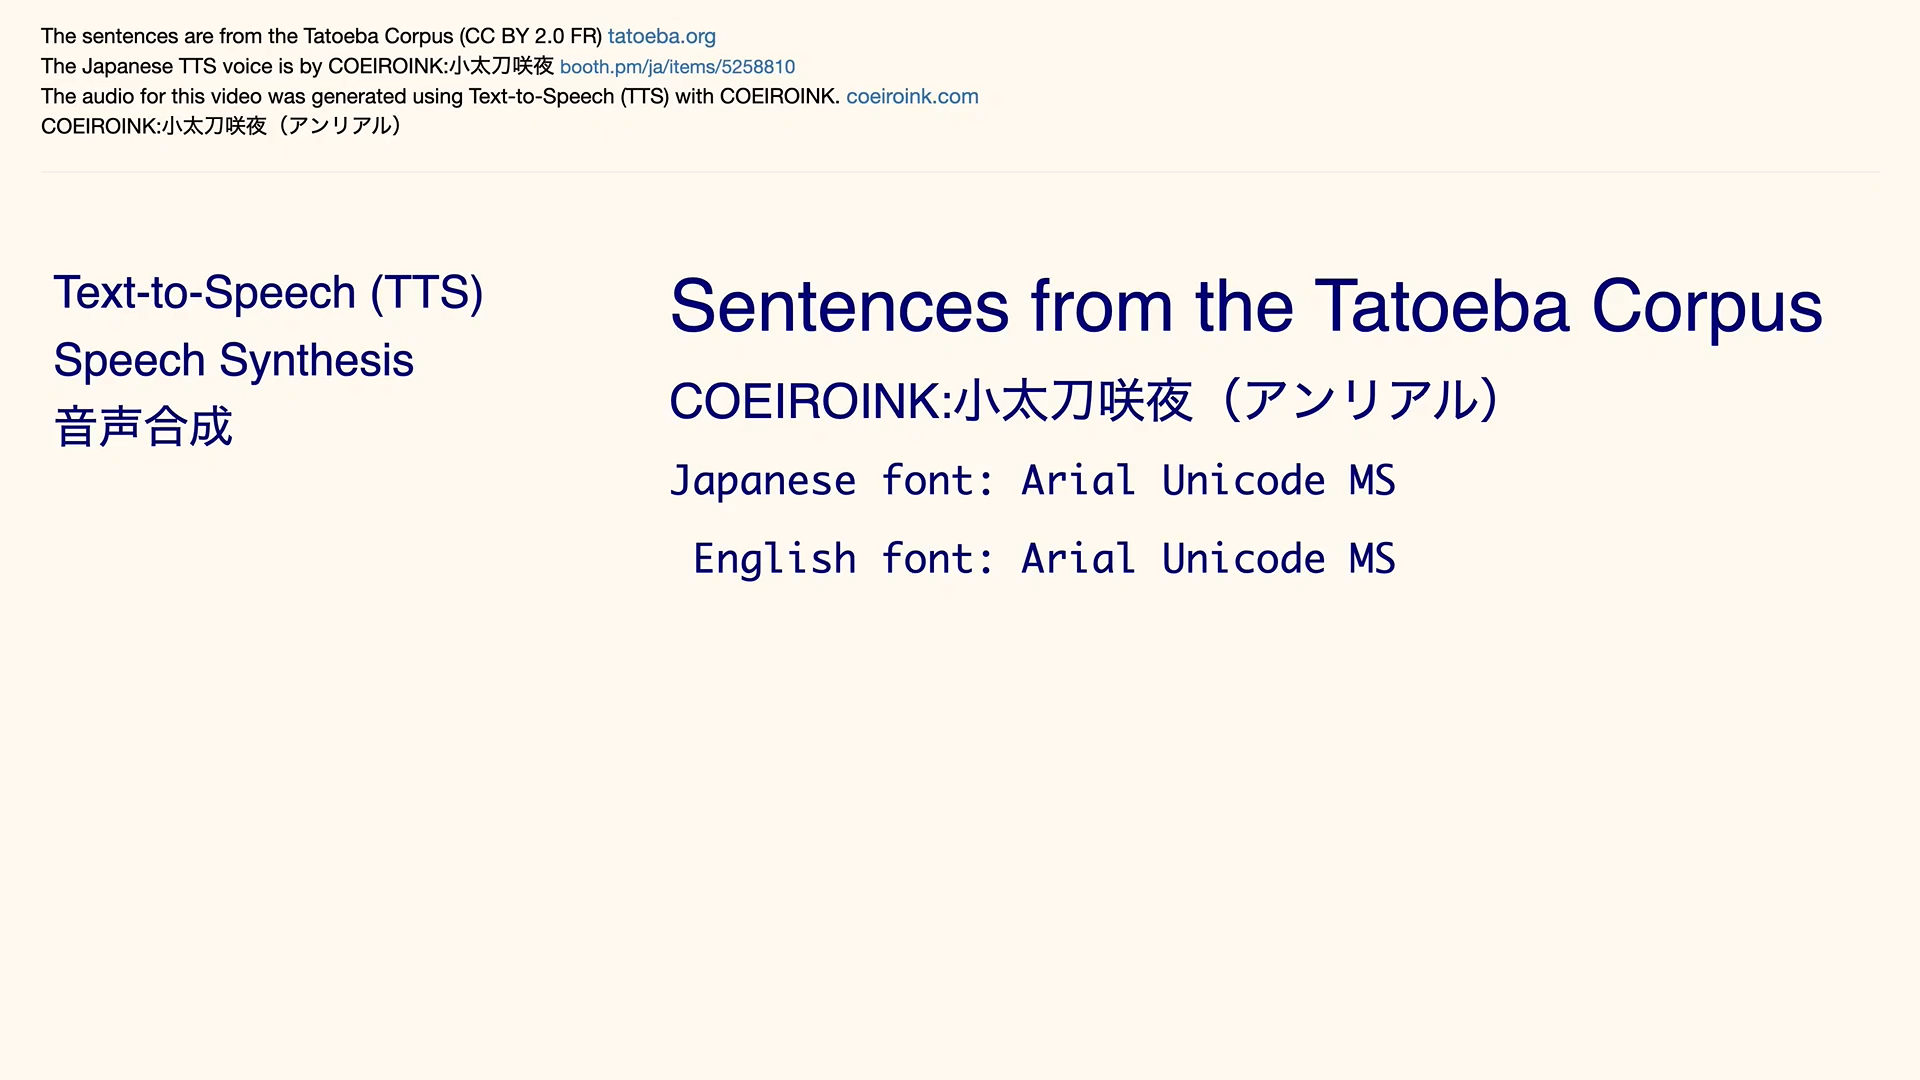 The sentences are from the Tatoeba Corpus (CC BY 2.0 FR) tatoeba.org
The Japanese TTS voice is by COEIROINK:小太刀咲夜 booth.pm/ja/items/5258810
The audio for this video was generated using Text-to-Speech (TTS) with COEIROINK. coeiroink.com
COEIROINK:小太刀咲夜（アンリアル）
Text-to-Speech (TTS)
Speech Synthesis
音声合成
Sentences from the Tatoeba Corpus
COEIROINK:小太刀咲夜（アンリアル）
Japanese font: Arial Unicode MS
English font: Arial Unicode MS